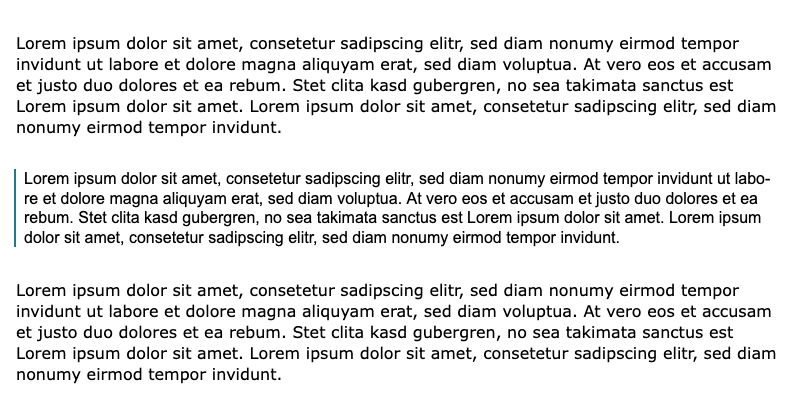 Lorem ipsum dolor sit amet, consetetur sadipscing elitr, sed diam nonumy eirmod tempor
invidunt ut labore et dolore magna aliquyam erat, sed diam voluptua. At vero eos et accusam
et justo duo dolores et ea rebum. Stet clita kasd gubergren, no sea takimata sanctus est
Lorem ipsum dolor sit amet. Lorem ipsum dolor sit amet, consetetur sadipscing elitr, sed diam
nonumy eirmod tempor invidunt.
Lorem ipsum dolor sit amet, consetetur sadipscing elitr, sed diam nonumy eirmod tempor invidunt ut labo-
re et dolore magna aliquyam erat, sed diam voluptua. At vero eos et accusam et justo duo dolores et ea
rebum. Stet clita kasd gubergren, no sea takimata sanctus est Lorem ipsum dolor sit amet. Lorem ipsum
dolor sit amet, consetetur sadipscing elitr, sed diam nonumy eirmod tempor invidunt.
Lorem ipsum dolor sit amet, consetetur sadipscing elitr, sed diam nonumy eirmod tempor
invidunt ut labore et dolore magna aliquyam erat, sed diam voluptua. At vero eos et accusam
et justo duo dolores et ea rebum. Stet clita kasd gubergren, no sea takimata sanctus est
Lorem ipsum dolor sit amet. Lorem ipsum dolor sit amet, consetetur sadipscing elitr, sed diam
nonumy eirmod tempor invidunt.